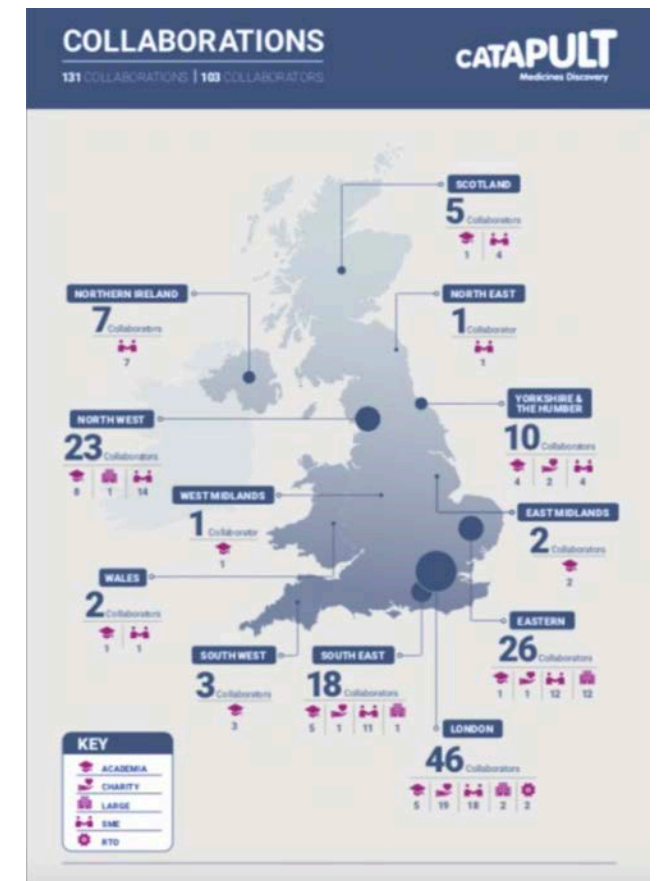 COLLABORATIONS
131 COLLABORATIONS | 103 COLLABORATORS
CATAPULT
Medicines Discovery
SCOTLAND
5 Collaborators
1 4
NORTHERN IRELAND
7 Collaborators
7
NORTH EAST
1 Collaborator
1
YORKSHIRE &
THE HUMBER
10 Collaborators
4 2 4
NORTH WEST
23 Collaborators
8 1 14
WEST MIDLANDS
1 Collaborator
1
EAST MIDLANDS
2 Collaborators
2
WALES
2 Collaborators
1 1
EASTERN
26 Collaborators
1 1 12 12
SOUTH WEST
3 Collaborators
3
SOUTH EAST
18 Collaborators
5 1 11 1
LONDON
46 Collaborators
5 19 18 2 2
KEY
ACADEMIA
CHARITY
LARGE
SME
RTO